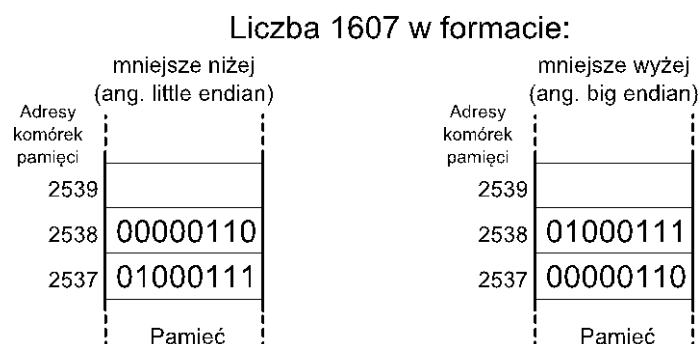 Liczba 1607 w formacie:
mniejsze niżej
(ang. little endian)
Adresy
komórek
pamięci
2539
2538 00000110
2537 01000111
Pamięć
mniejsze wyżej
(ang. big endian)
Adresy
komórek
pamięci
2539
2538 01000111
2537 00000110
Pamięć